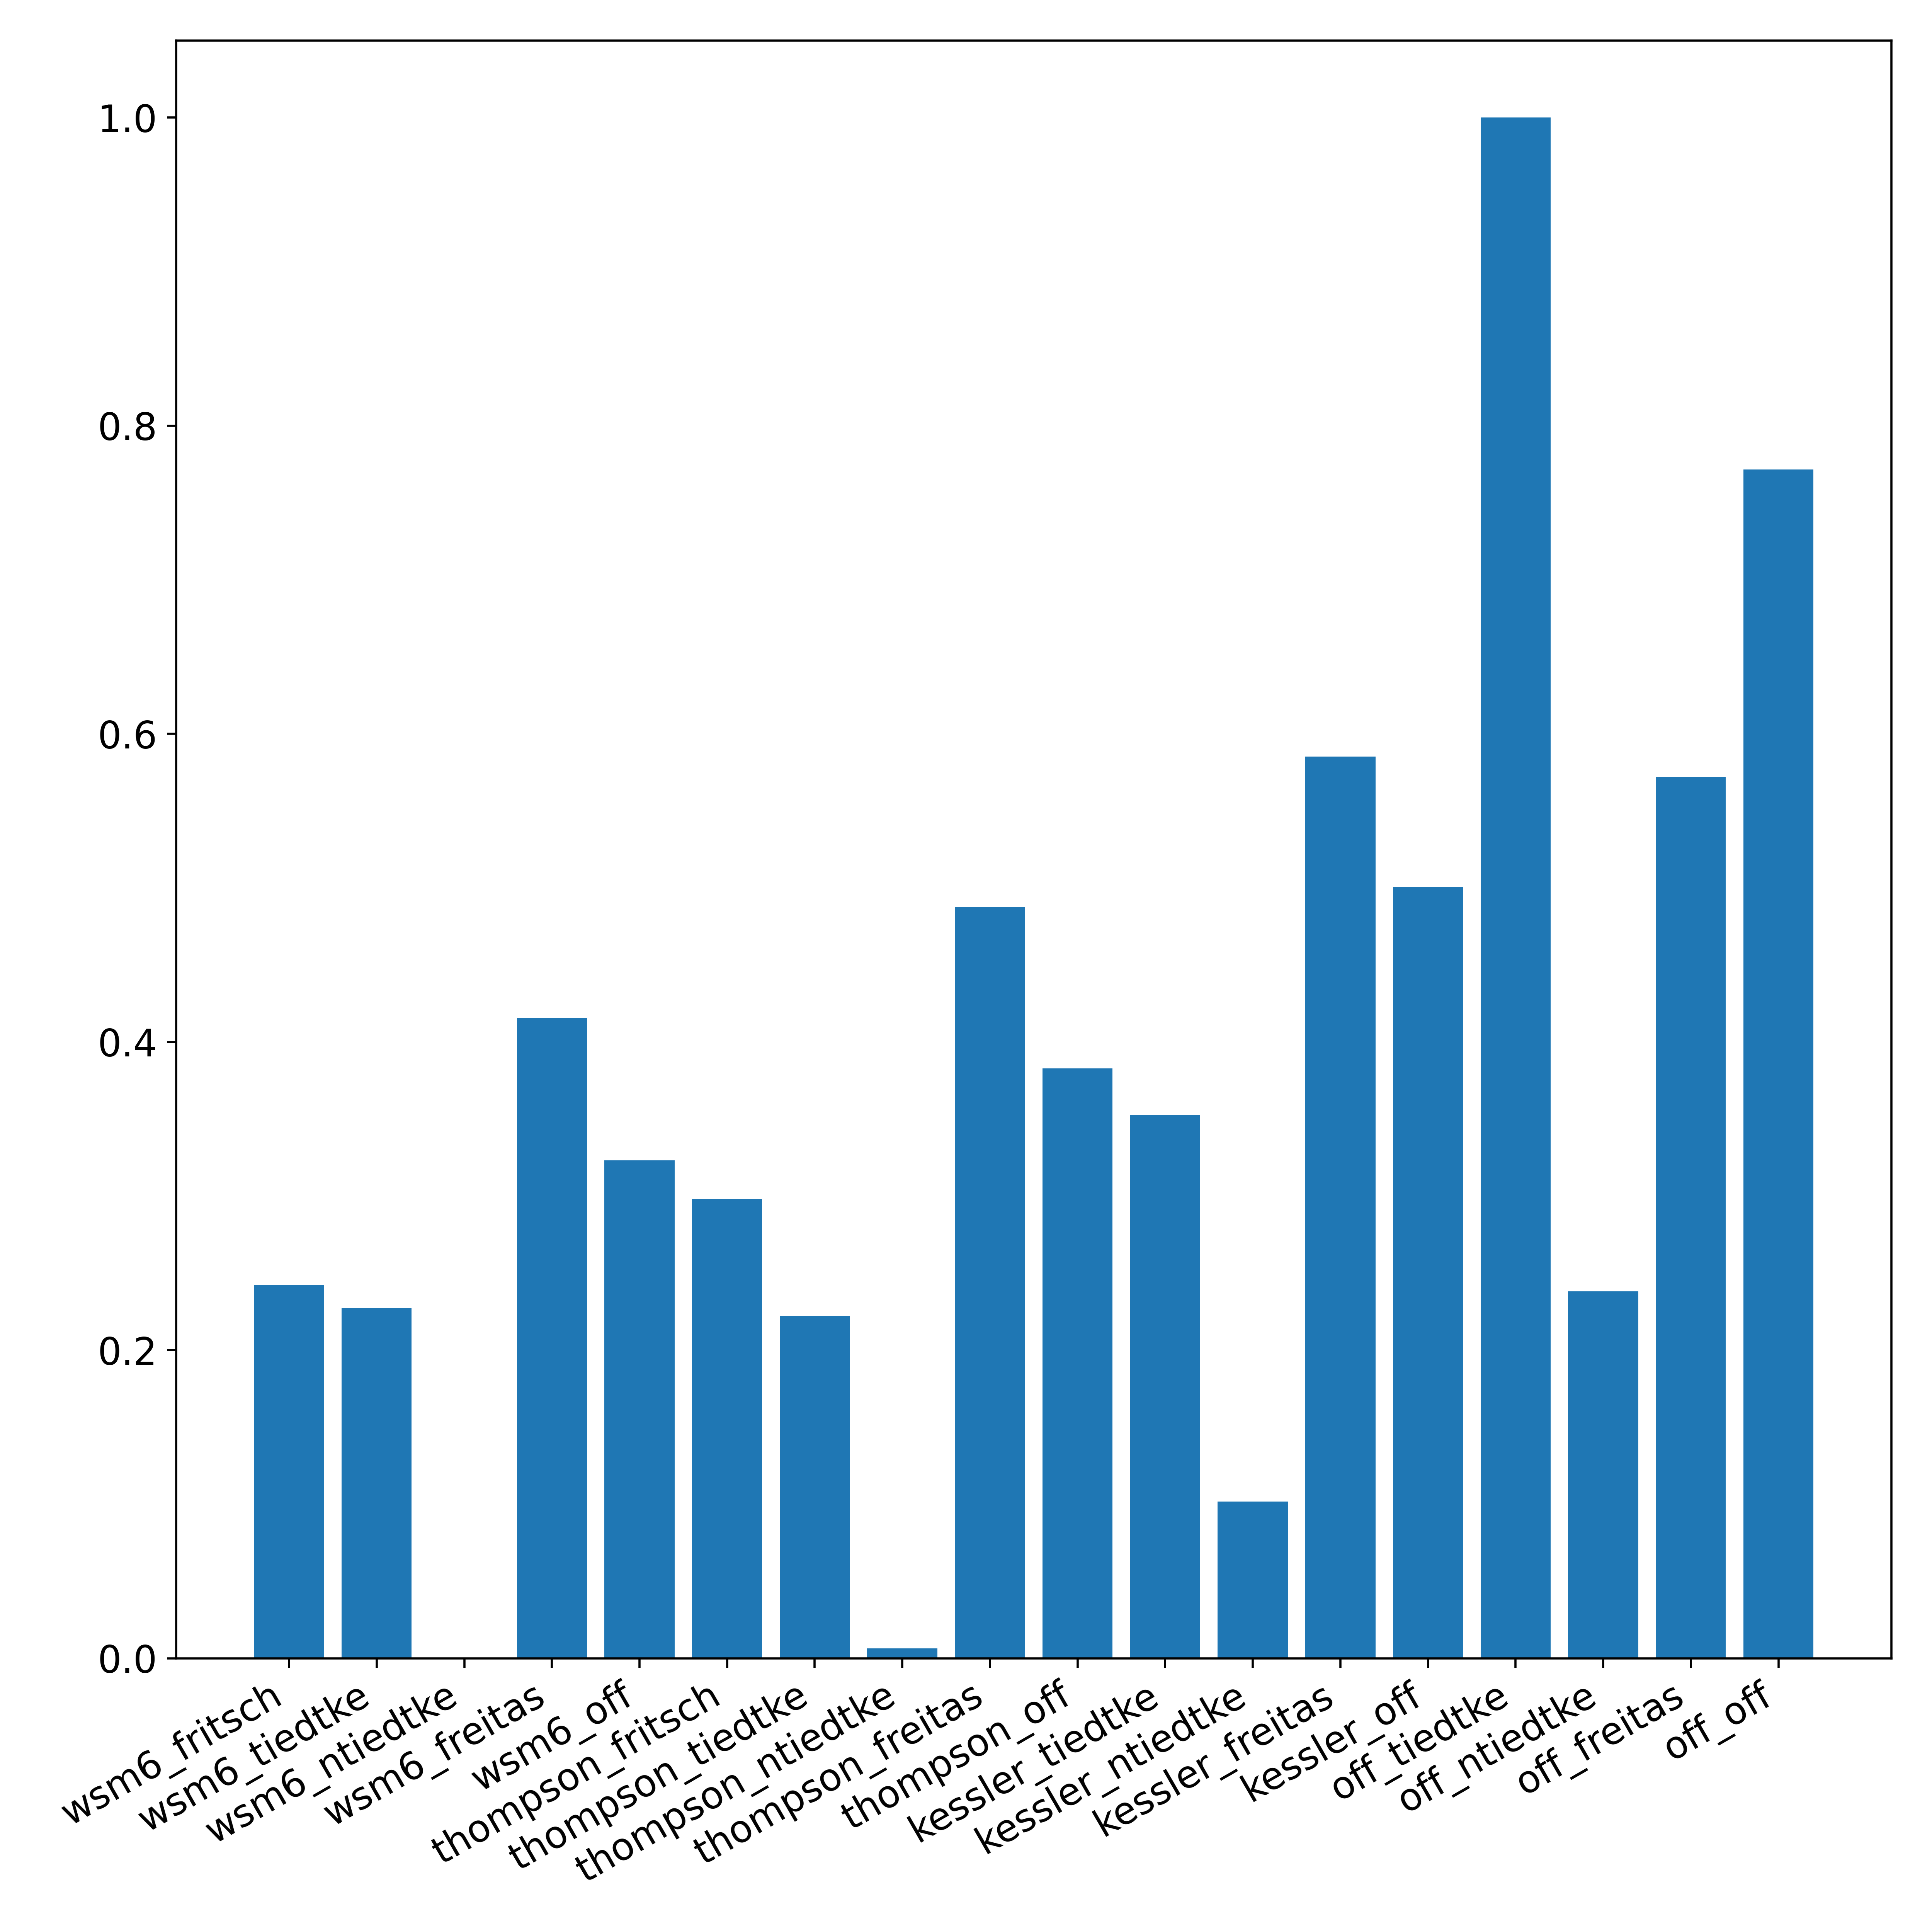 1.0
0.8
0.6
0.4
0.2
0.0
wsm6_fritsch
wsm6_tiedtke
wsm6_ntiedtke
wsm6_freitas
wsm6_off
thompson_fritsch
thompson_tiedtke
thompson_ntiedtke
thompson_freitas
thompson_off
kessler_tiedtke
kessler_ntiedtke
kessler_freitas
kessler_off
off_tiedtke
off_ntiedtke
off_freitas
off_off